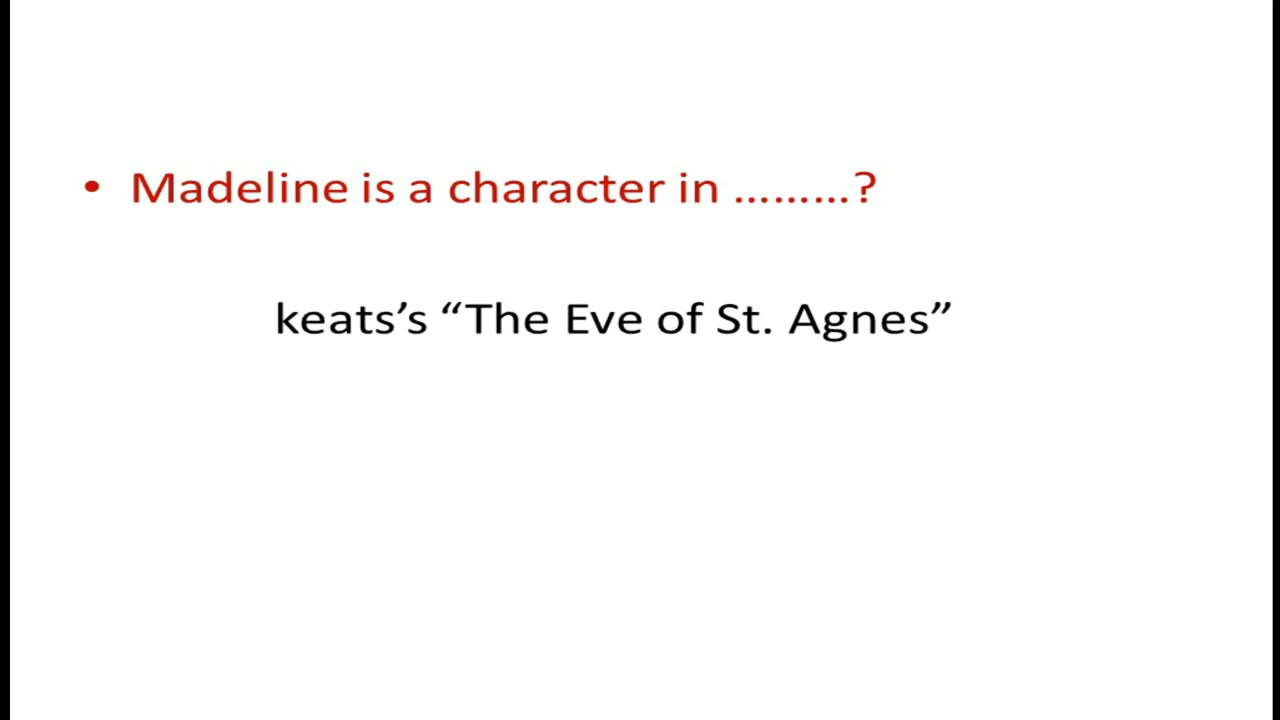 • Madeline is a character in .........?
keats’s “The Eve of St. Agnes”